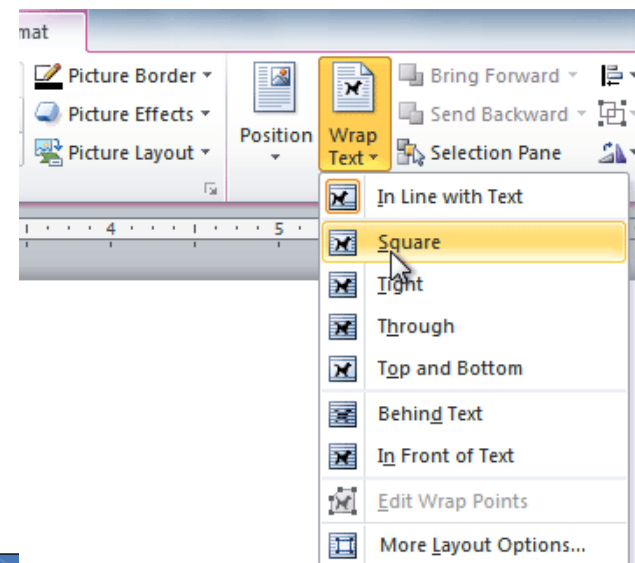 mat
Picture Border
Picture Effects
Picture Layout
Position
Wrap
Text
Bring Forward
Send Backward
Selection Pane
4
5
In Line with Text
Square
Tight
Through
Top and Bottom
Behind Text
In Front of Text
Edit Wrap Points
More Layout Options...